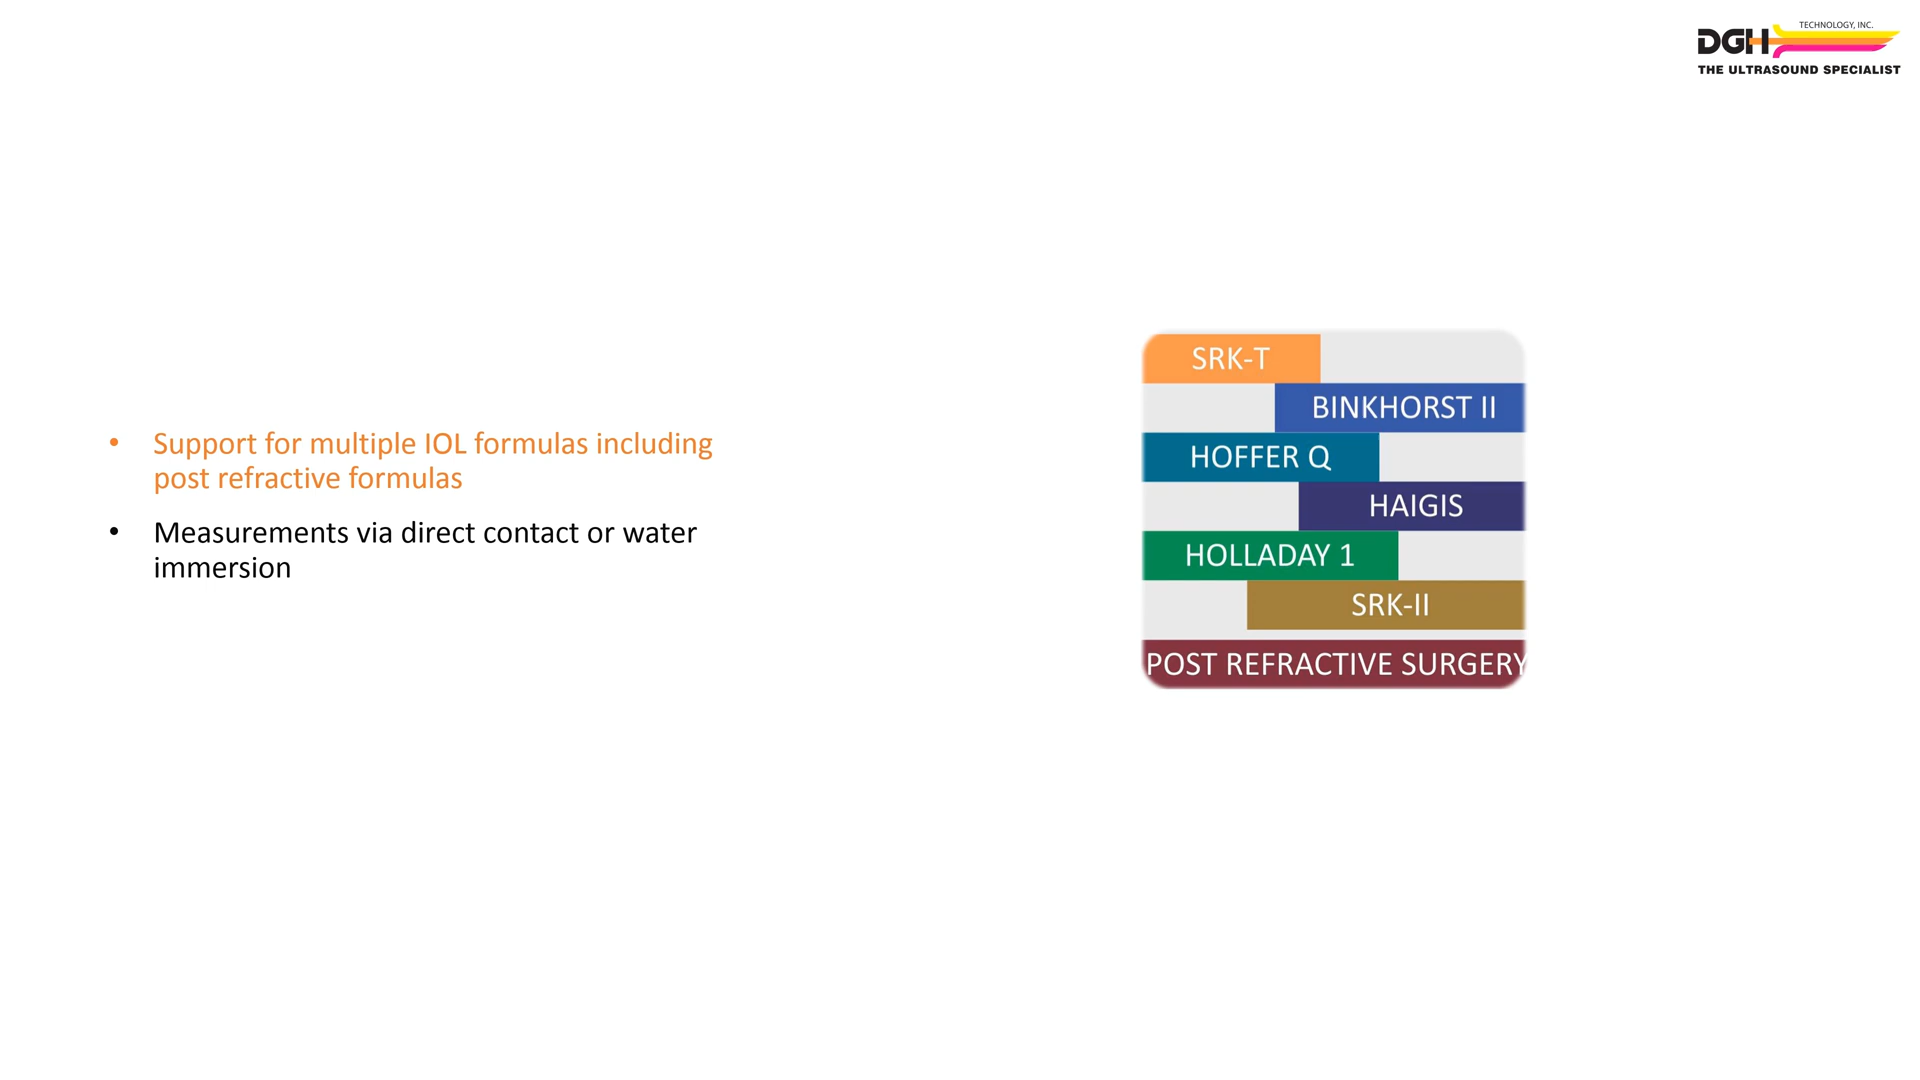 TECHNOLOGY, INC.
DGH
THE ULTRASOUND SPECIALIST
• Support for multiple IOL formulas including
post refractive formulas
• Measurements via direct contact or water
immersion
SRK-T
BINKHORST II
HOFFER Q
HAIGIS
HOLLADAY 1
SRK-II
POST REFRACTIVE SURGERY